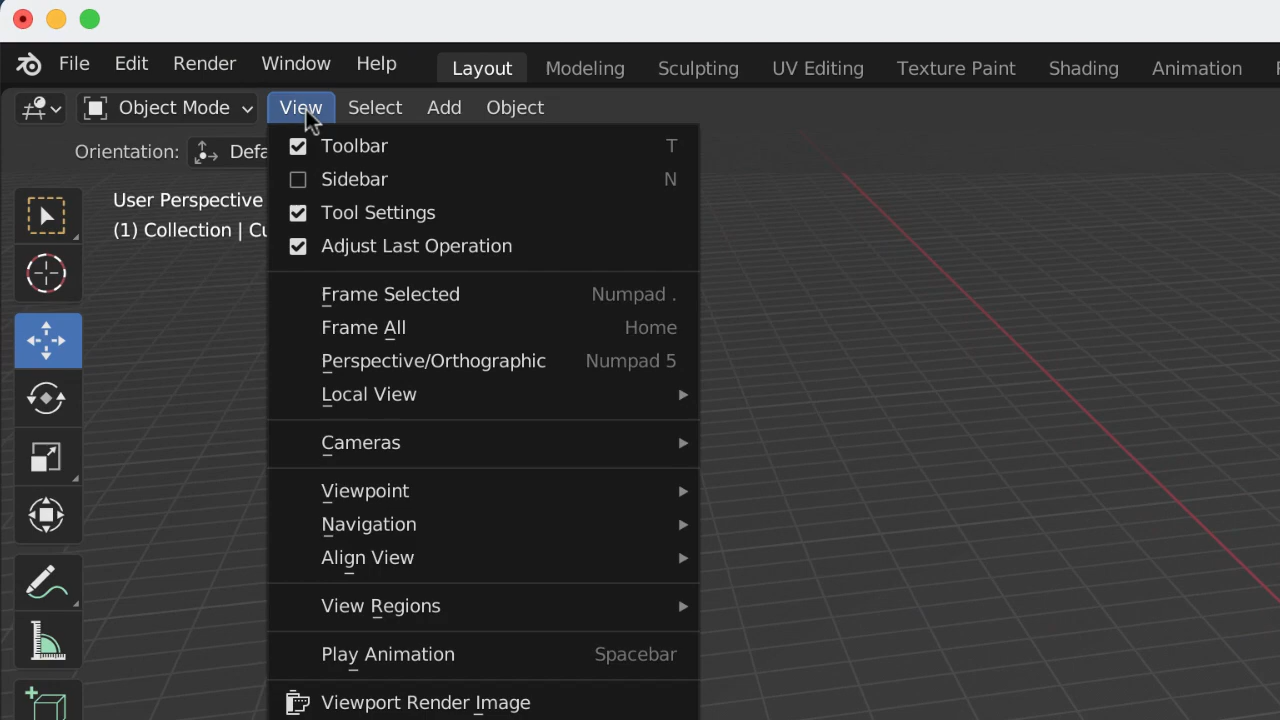 File Edit Render Window Help Layout Modeling Sculpting UV Editing Texture Paint Shading Animation
Object Mode View Select Add Object
Orientation: Defa
User Perspective
(1) Collection | Cu
Toolbar T
Sidebar N
Tool Settings
Adjust Last Operation
Frame Selected Numpad .
Frame All Home
Perspective/Orthographic Numpad 5
Local View
Cameras
Viewpoint
Navigation
Align View
View Regions
Play Animation Spacebar
Viewport Render Image